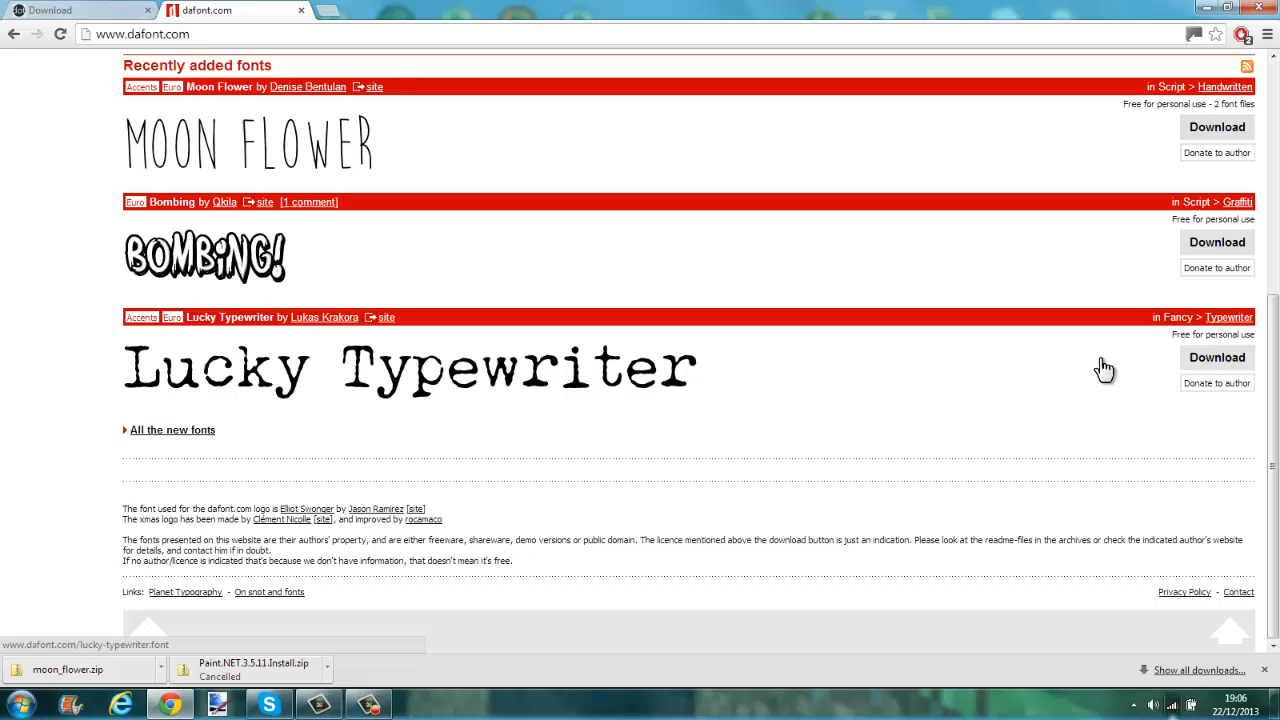 Download
dafont.com
www.dafont.com
2
Recently added fonts
Accents Euro Moon Flower by Denise Bentulan site in Script > Handwritten
Free for personal use - 2 font files
MOON FLOWER
Download
Donate to author
Euro Bombing by Qkila site [1 comment] in Script > Graffiti
Free for personal use
BOMBiNG!
Download
Donate to author
Accents Euro Lucky Typewriter by Lukas Krakora site in Fancy > Typewriter
Free for personal use
Lucky Typewriter
Download
Donate to author
All the new fonts
The font used for the dafont.com logo is Elliot Swonger by Jason Ramirez [site]
The xmas logo has been made by Clément Nicolle [site], and improved by rocamaco
The fonts presented on this website are their authors' property, and are either freeware, shareware, demo versions or public domain. The licence mentioned above the download button is just an indication. Please look at the readme-files in the archives or check the indicated author's website
for details, and contact him if in doubt.
If no author/licence is indicated that's because we don't have information, that doesn't mean it's free.
Links: Planet Typography - On snot and fonts Privacy Policy - Contact
www.dafont.com/lucky-typewriter.font
moon_flower.zip
Paint.NET.3.5.11.Install.zip
Cancelled
Show all downloads...
19:06
22/12/2013